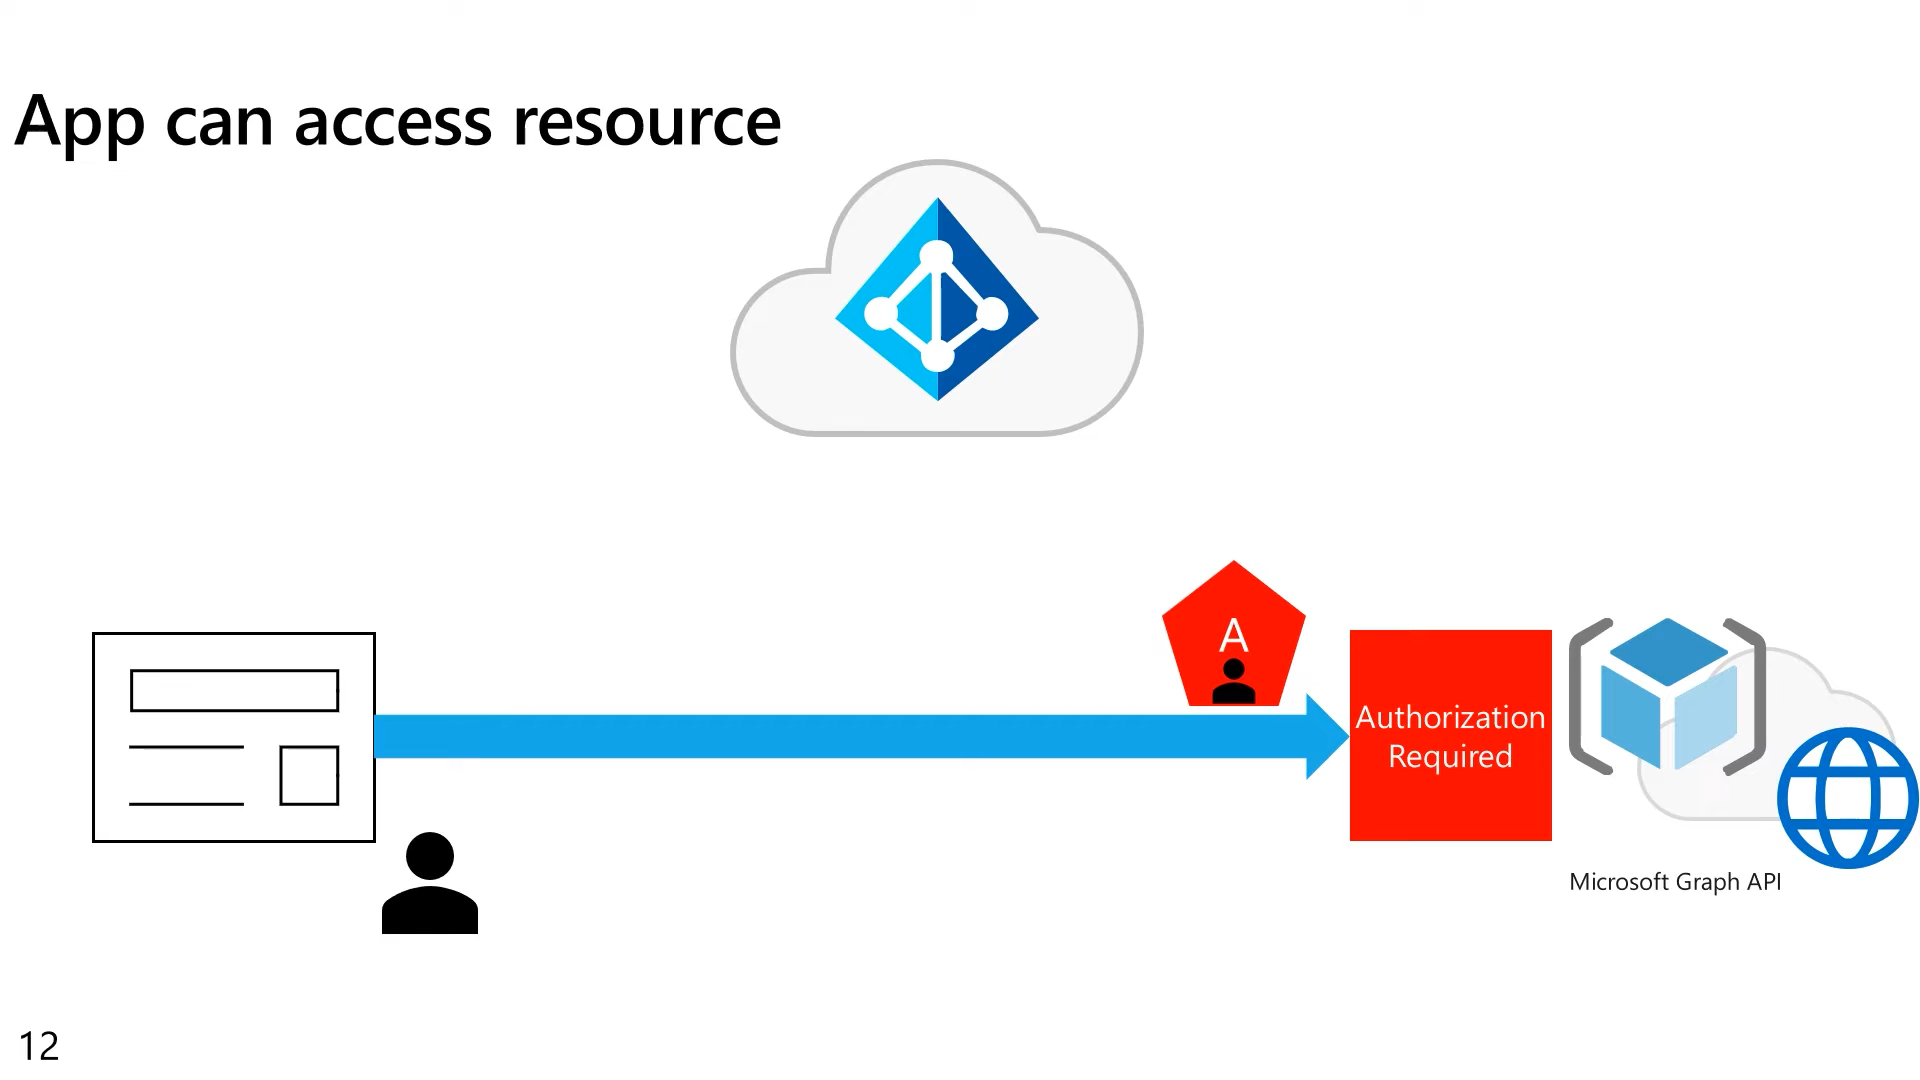 App can access resource
A
Authorization
Required
Microsoft Graph API
12